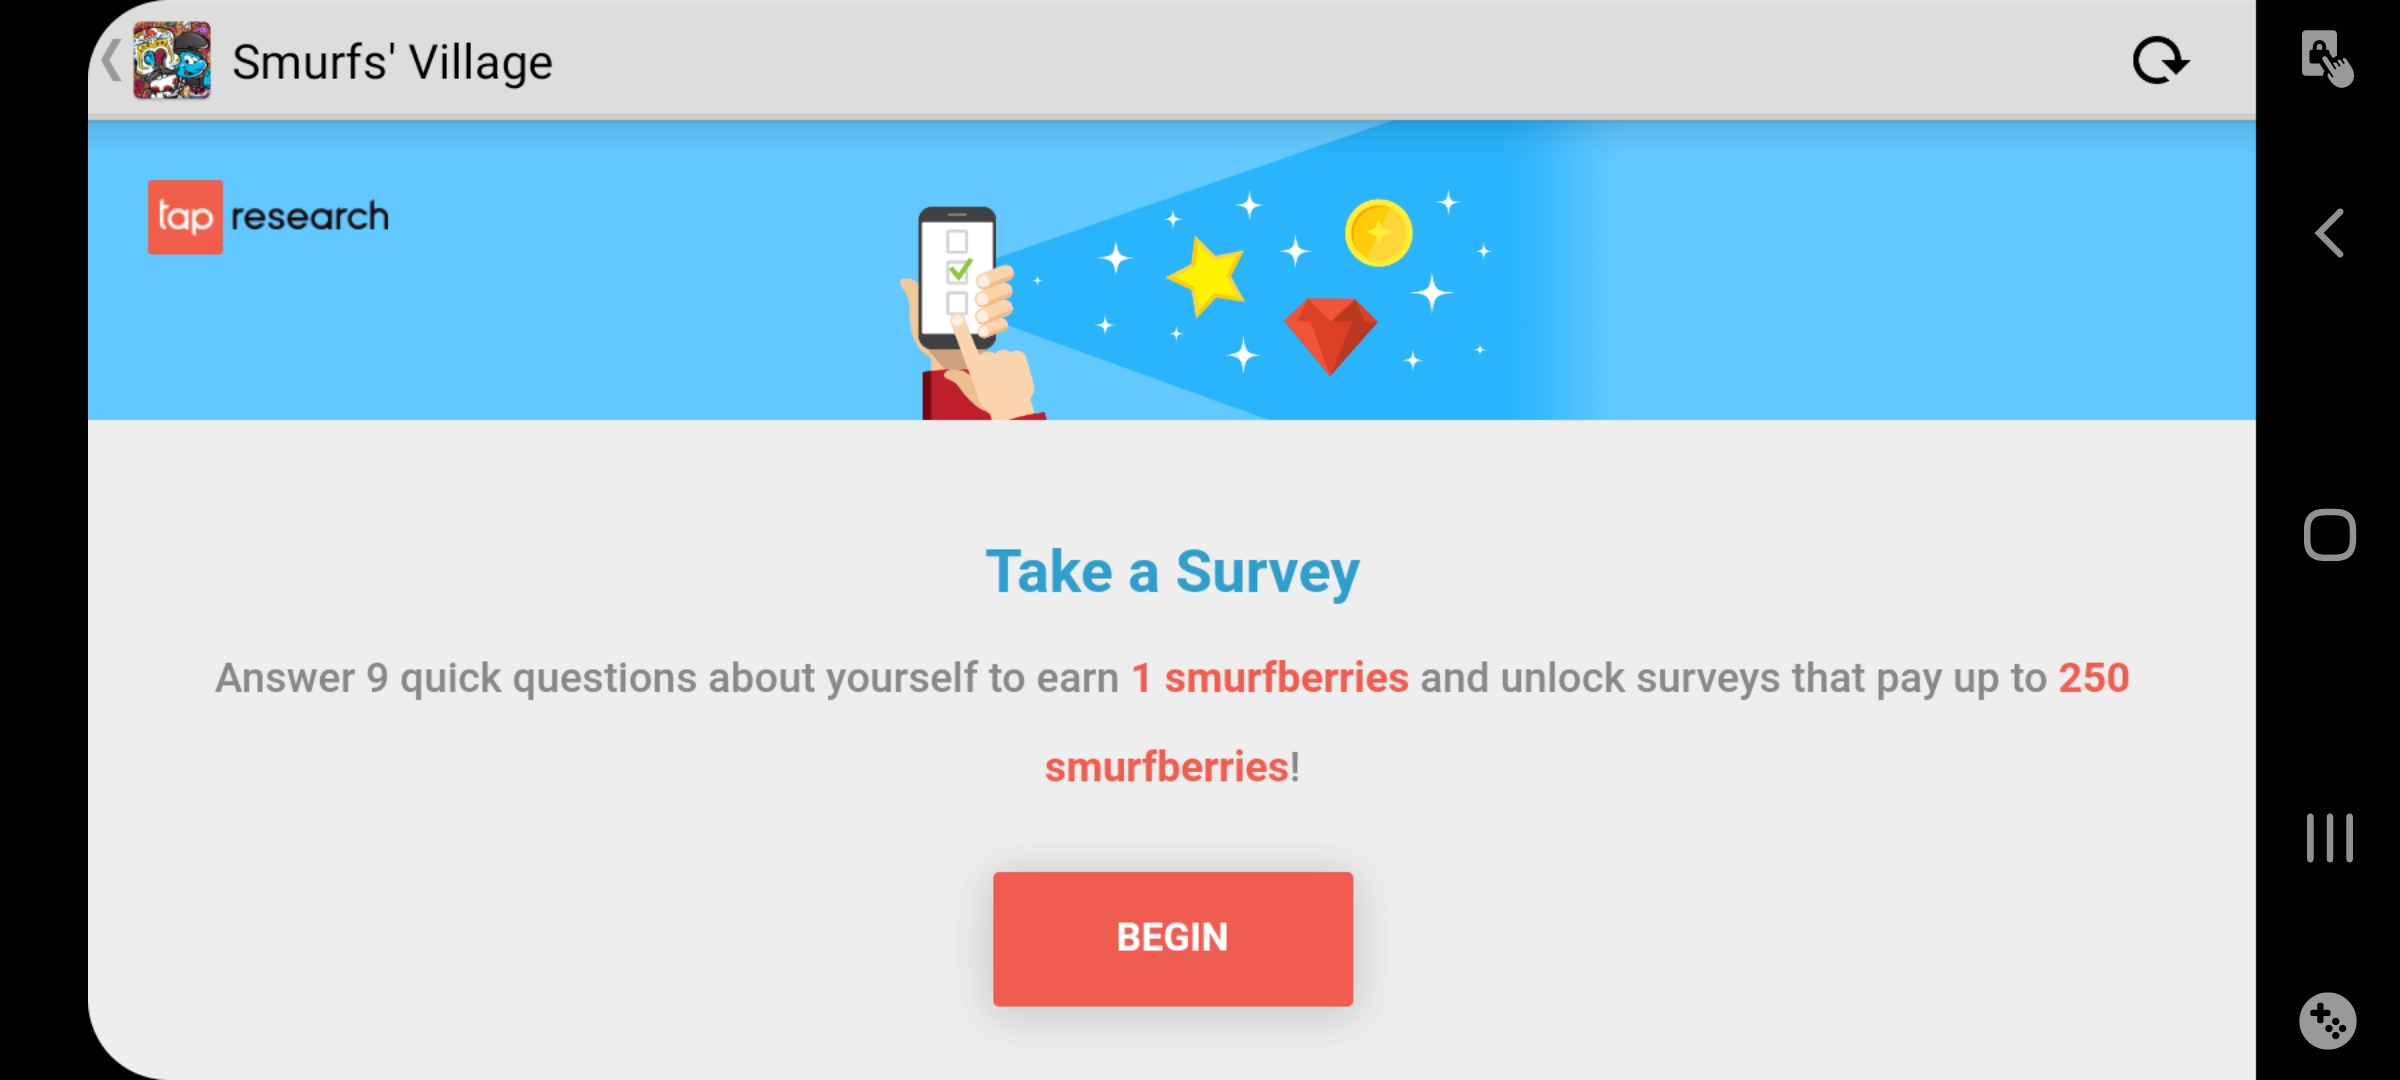 Smurfs' Village
tap research
Take a Survey
Answer 9 quick questions about yourself to earn 1 smurfberries and unlock surveys that pay up to 250
smurfberries!
BEGIN